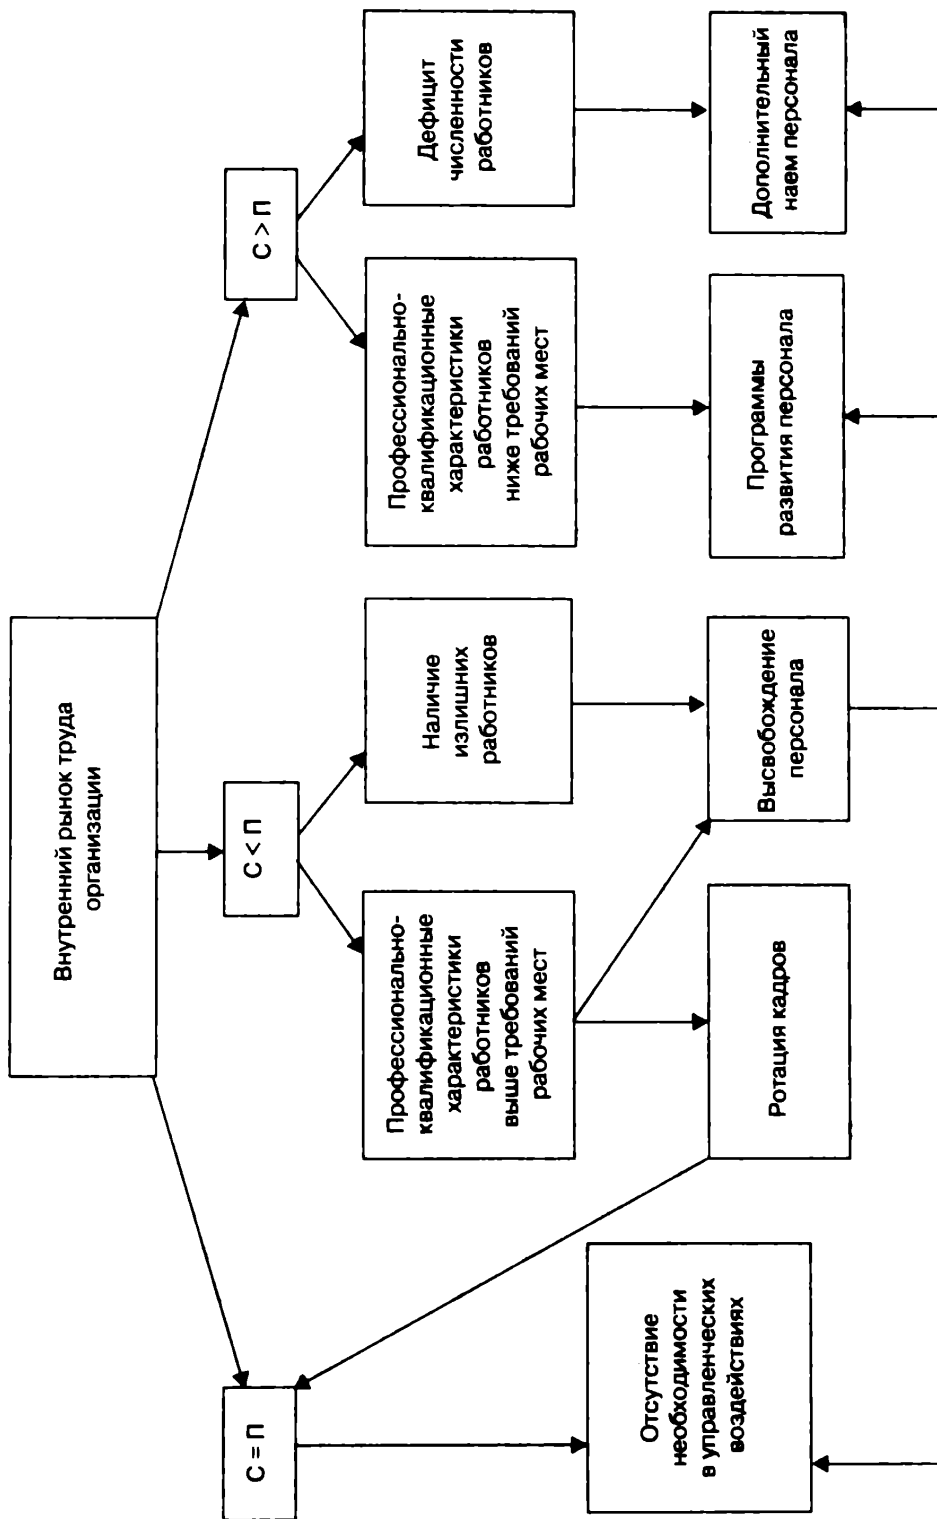 Внутренний рынок труда
организации
С = П
С < П
С > П
Профессионально-
квалификационные
характеристики
работников
выше требований
рабочих мест
Наличие
излишних
работников
Профессионально-
квалификационные
характеристики
работников
ниже требований
рабочих мест
Дефицит
численности
работников
Отсутствие
необходимости
в управленческих
воздействиях
Ротация кадров
Высвобождение
персонала
Программы
развития персонала
Дополнительный
наем персонала